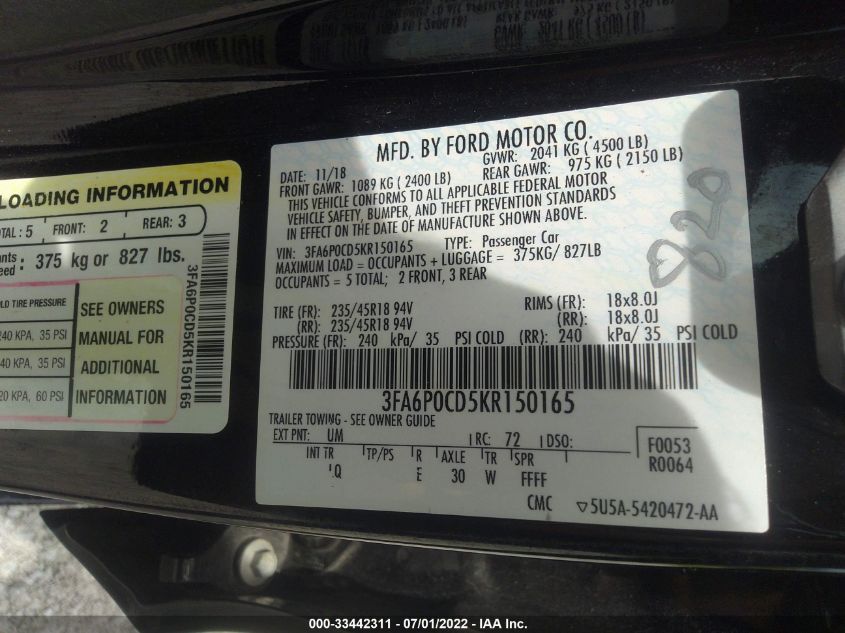 LOADING INFORMATION
TOTAL : 5 FRONT: 2 REAR: 3
: 375 kg or 827 lbs.
TIRE PRESSURE
240 KPA, 35 PSI
KPA, 35 PSI
KPA, 60 PSI
SEE OWNERS
MANUAL FOR
ADDITIONAL
INFORMATION
3FA6P0CD5KR150165
MFD. BY FORD MOTOR CO.
DATE: 11/18 GVWR: 2041 KG ( 4500 LB)
FRONT GAWR: 1089 KG ( 2400 LB) REAR GAWR: 975 KG ( 2150 LB)
THIS VEHICLE CONFORMS TO ALL APPLICABLE FEDERAL MOTOR
VEHICLE SAFETY, BUMPER, AND THEFT PREVENTION STANDARDS
IN EFFECT ON THE DATE OF MANUFACTURE SHOWN ABOVE.
VIN: 3FA6P0CD5KR150165 TYPE: Passenger Car
MAXIMUM LOAD = OCCUPANTS + LUGGAGE = 375KG/ 827LB
OCCUPANTS = 5 TOTAL; 2 FRONT, 3 REAR
TIRE (FR): 235/45R18 94V RIMS (FR): 18x8.0J
(RR): 235/45R18 94V (RR): 18x8.0J
PRESSURE (FR): 240 kPa/ 35 PSI COLD (RR): 240 kPa/ 35 PSI COLD
3FA6P0CD5KR150165
TRAILER TOWING - SEE OWNER GUIDE
EXT PNT: UM RC: 72 DSO: F0053
R0064
INT TR TP/PS R AXLE TR SPR
Q E 30 W FFFF
CMC ▽5U5A-5420472-AA
820
000-33442311 - 07/01/2022 - IAA Inc.